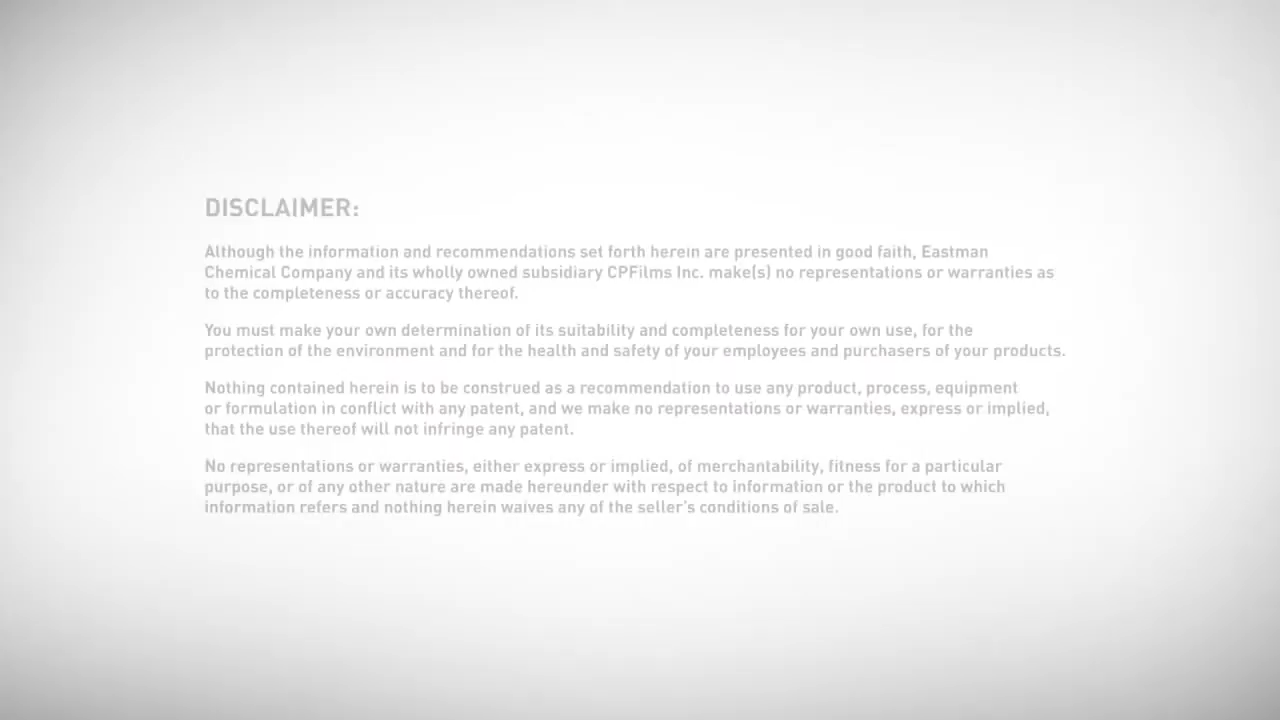 DISCLAIMER:
Although the information and recommendations set forth herein are presented in good faith, Eastman
Chemical Company and its wholly owned subsidiary CPFilms Inc. make(s) no representations or warranties as
to the completeness or accuracy thereof.
You must make your own determination of its suitability and completeness for your own use, for the
protection of the environment and for the health and safety of your employees and purchasers of your products.
Nothing contained herein is to be construed as a recommendation to use any product, process, equipment
or formulation in conflict with any patent, and we make no representations or warranties, express or implied,
that the use thereof will not infringe any patent.
No representations or warranties, either express or implied, of merchantability, fitness for a particular
purpose, or of any other nature are made hereunder with respect to information or the product to which
information refers and nothing herein waives any of the seller's conditions of sale.